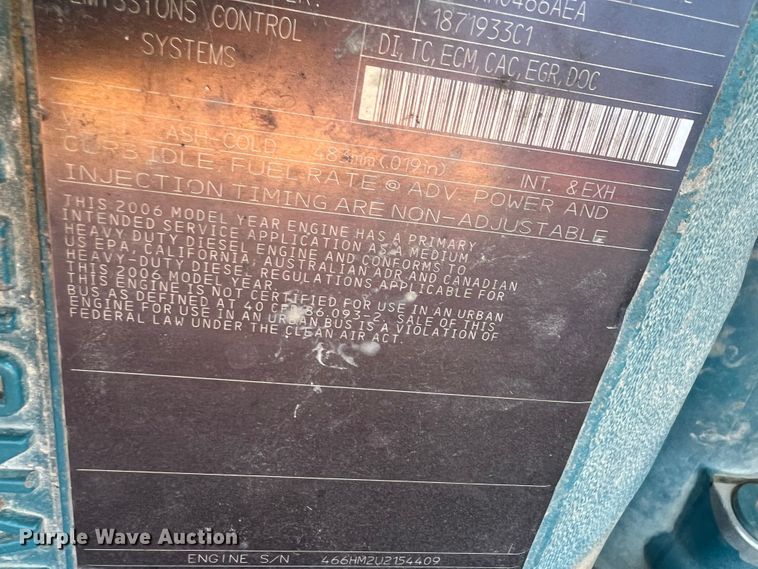 EMISSIONS CONTROL
SYSTEMS
466AEA
1871933C1
DI, TC, ECM, CAC, EGR, DOC
LASH-COLD .483mm (.019in) INT. & EXH
CURB IDLE, FUEL RATE @ ADV. POWER AND
INJECTION TIMING ARE NON-ADJUSTABLE
THIS 2006 MODEL YEAR ENGINE HAS A PRIMARY
INTENDED SERVICE APPLICATION AS A MEDIUM
HEAVY DUTY DIESEL ENGINE AND CONFORMS TO
US EPA, CALIFORNIA, AUSTRALIAN ADR AND CANADIAN
HEAVY-DUTY DIESEL REGULATIONS APPLICABLE FOR
THIS 2006 MODEL YEAR.
THIS ENGINE IS NOT CERTIFIED FOR USE IN AN URBAN
BUS AS DEFINED AT 40 CFR 86.093-2. SALE OF THIS
ENGINE FOR USE IN AN URBAN BUS IS A VIOLATION OF
FEDERAL LAW UNDER THE CLEAN AIR ACT.
ENGINE S/N 466HM2U2154409
Purple Wave Auction